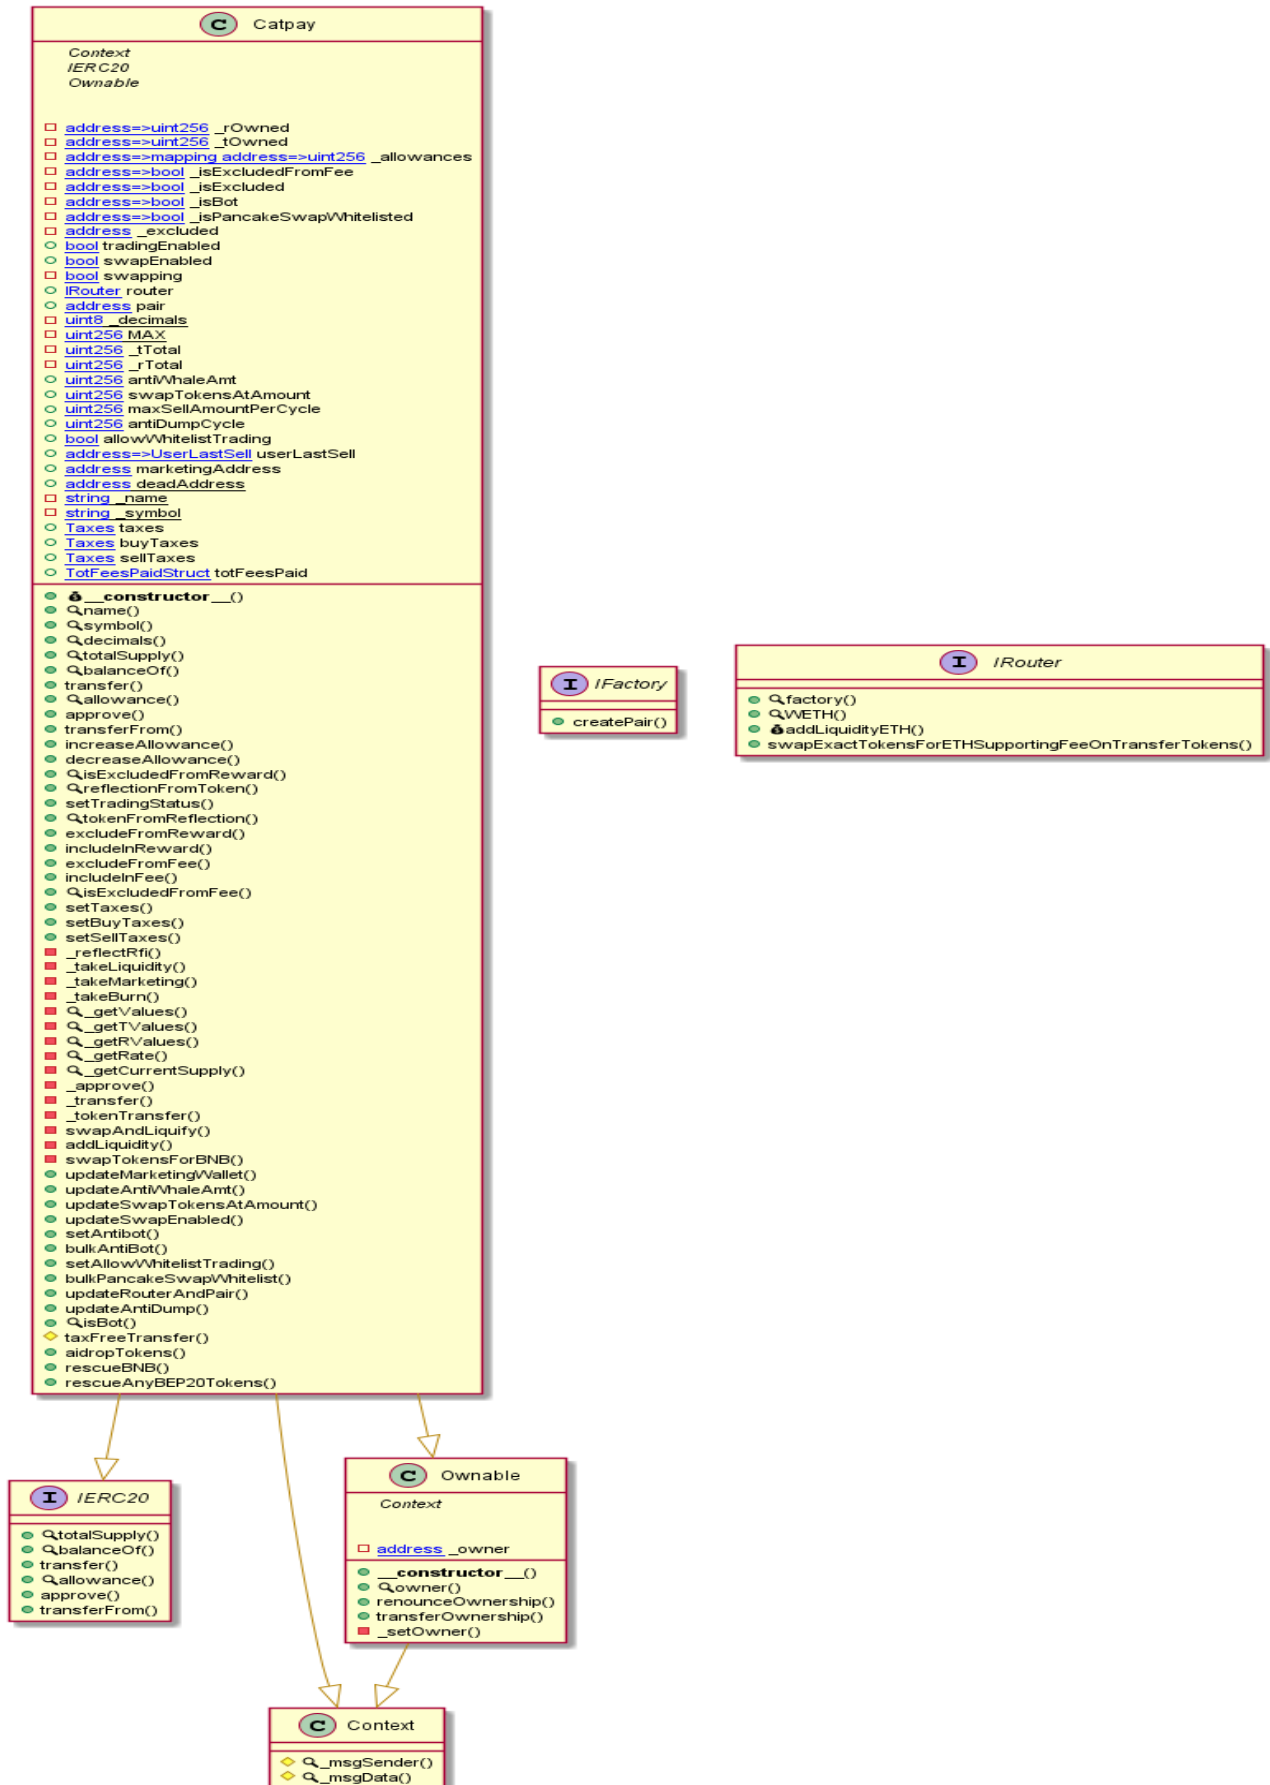 C Catpay
Context
IERC20
Ownable
address=>uint256 _rOwned
address=>uint256 _tOwned
address=>mapping address=>uint256 _allowances
address=>bool _isExcludedFromFee
address=>bool _isExcluded
address=>bool _isBot
address=>bool _isPancakeSwapWhitelisted
address _excluded
bool tradingEnabled
bool swapEnabled
bool swapping
IRouter router
address pair
uint8 _decimals
uint256 MAX
uint256 _tTotal
uint256 _rTotal
uint256 antiWhaleAmt
uint256 swapTokensAtAmount
uint256 maxSellAmountPerCycle
uint256 antiDumpCycle
bool allowWhitelistTrading
address=>UserLastSell userLastSell
address marketingAddress
address deadAddress
string _name
string _symbol
Taxes taxes
Taxes buyTaxes
Taxes sellTaxes
TotFeesPaidStruct totFeesPaid
__constructor__()
name()
symbol()
decimals()
totalSupply()
balanceOf()
transfer()
allowance()
approve()
transferFrom()
increaseAllowance()
decreaseAllowance()
isExcludedFromReward()
reflectionFromToken()
setTradingStatus()
tokenFromReflection()
excludeFromReward()
includeInReward()
excludeFromFee()
includeInFee()
isExcludedFromFee()
setTaxes()
setBuyTaxes()
setSellTaxes()
_reflectRfi()
_takeLiquidity()
_takeMarketing()
_takeBurn()
_getValues()
_getTValues()
_getRValues()
_getRate()
_getCurrentSupply()
_approve()
_transfer()
_tokenTransfer()
swapAndLiquify()
addLiquidity()
swapTokensForBNB()
updateMarketingWallet()
updateAntiWhaleAmt()
updateSwapTokensAtAmount()
updateSwapEnabled()
setAntibot()
bulkAntiBot()
setAllowWhitelistTrading()
bulkPancakeSwapWhitelist()
updateRouterAndPair()
updateAntiDump()
isBot()
taxFreeTransfer()
aidropTokens()
rescueBNB()
rescueAnyBEP20Tokens()
I IFactory
createPair()
I IRouter
factory()
WETH()
addLiquidityETH()
swapExactTokensForETHSupportingFeeOnTransferTokens()
I IERC20
totalSupply()
balanceOf()
transfer()
allowance()
approve()
transferFrom()
C Ownable
Context
address _owner
__constructor__()
owner()
renounceOwnership()
transferOwnership()
_setOwner()
C Context
_msgSender()
_msgData()